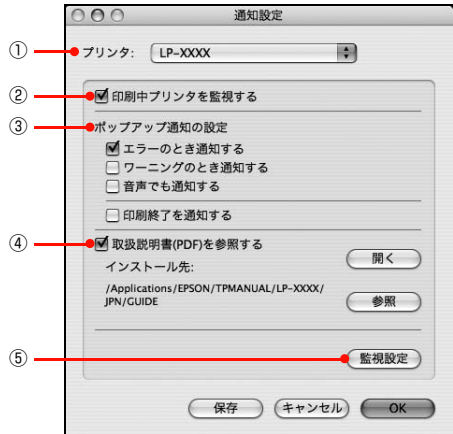 通知設定
① プリンタ: LP-XXXX
② 印刷中プリンタを監視する
③ ポップアップ通知の設定
エラーのとき通知する
ワーニングのとき通知する
音声でも通知する
印刷終了を通知する
④ 取扱説明書(PDF)を参照する
開く
インストール先:
/Applications/EPSON/TPMANUAL/LP-XXXX/
JPN/GUIDE
参照
⑤ 監視設定
保存 キャンセル OK